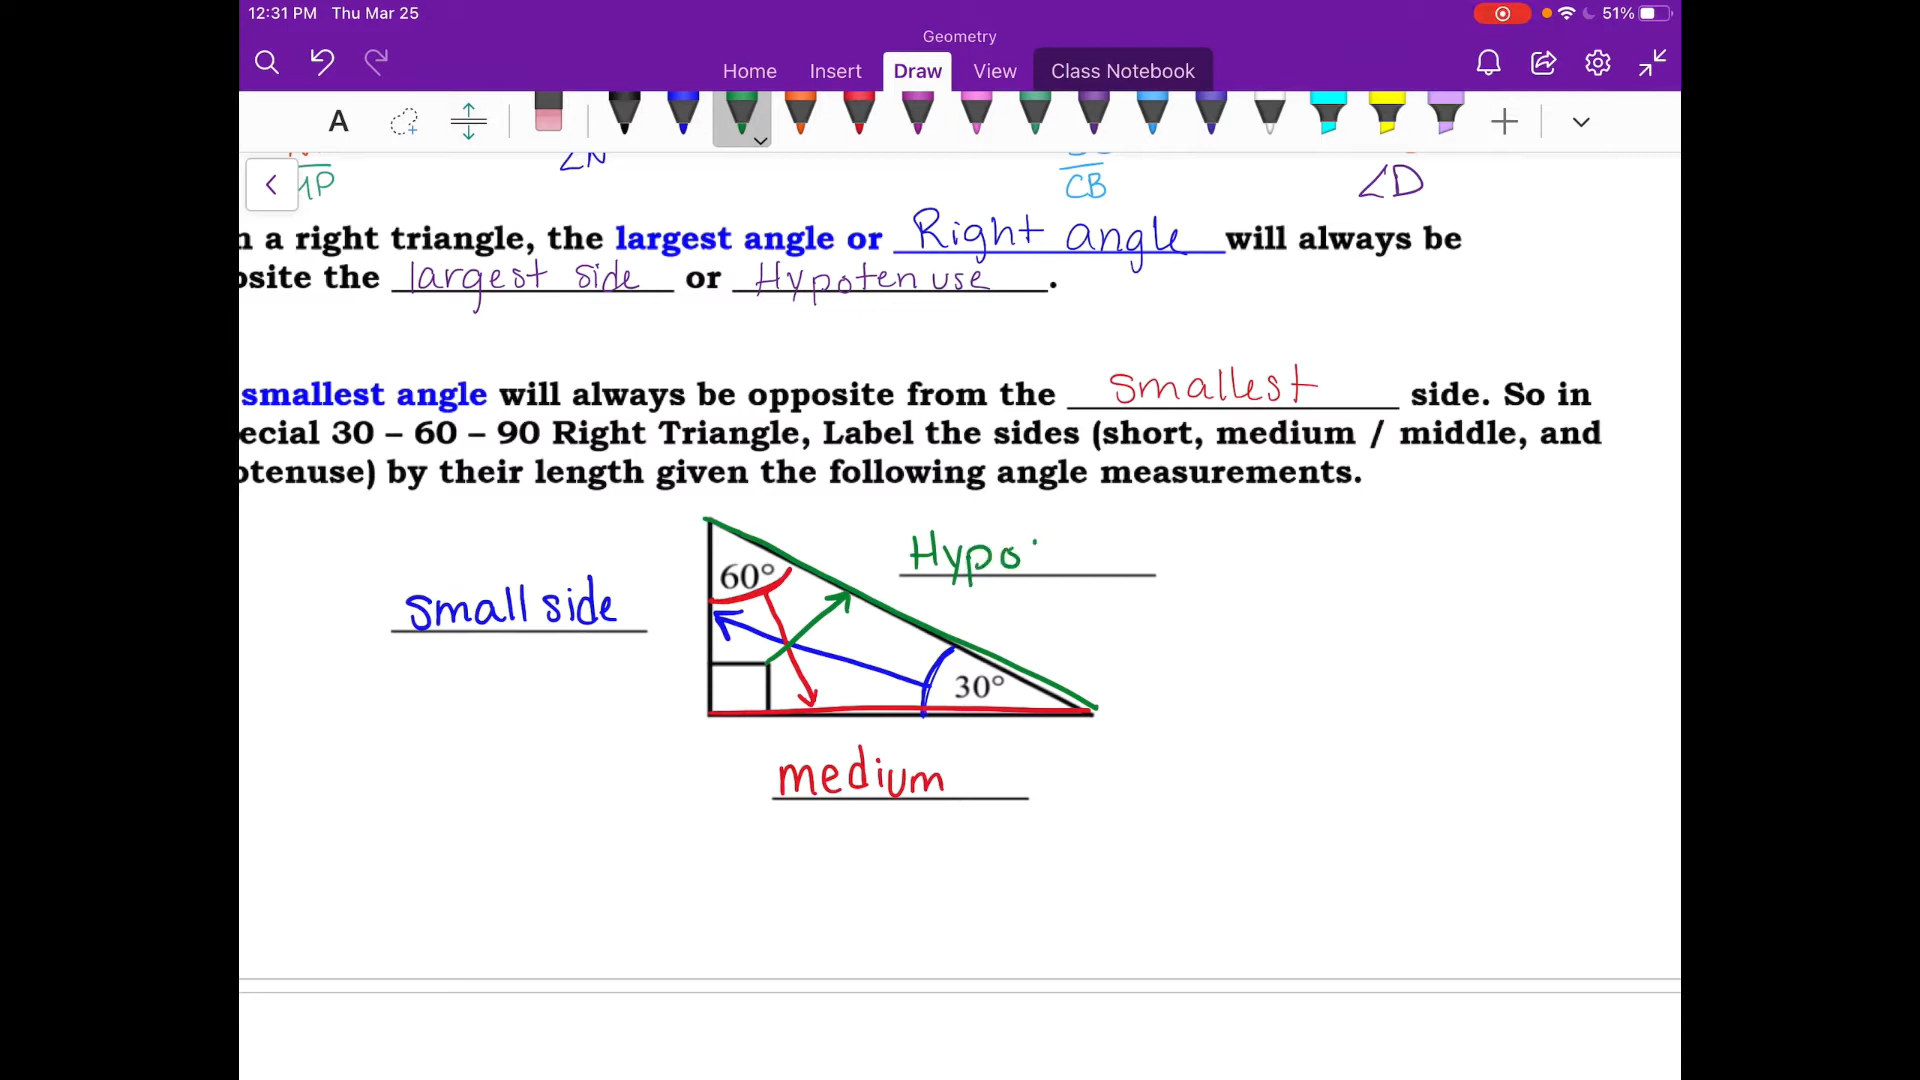 12:31 PM Thu Mar 25
51%
Geometry
Home Insert Draw View Class Notebook
A
∠N
CB
∠D
n a right triangle, the largest angle or Right angle will always be
osite the largest side or Hypotenuse.
smallest angle will always be opposite from the smallest side. So in
ecial 30 – 60 – 90 Right Triangle, Label the sides (short, medium / middle, and
otenuse) by their length given the following angle measurements.
Hypo
60°
small side
30°
medium